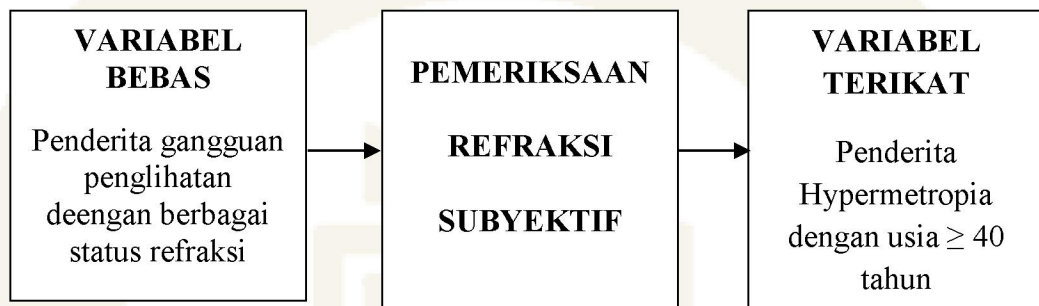 VARIABEL
BEBAS
Penderita gangguan
penglihatan
deengan berbagai
status refraksi
PEMERIKSAAN
REFRAKSI
SUBYEKTIF
VARIABEL
TERIKAT
Penderita
Hypermetropia
dengan usia ≥ 40
tahun